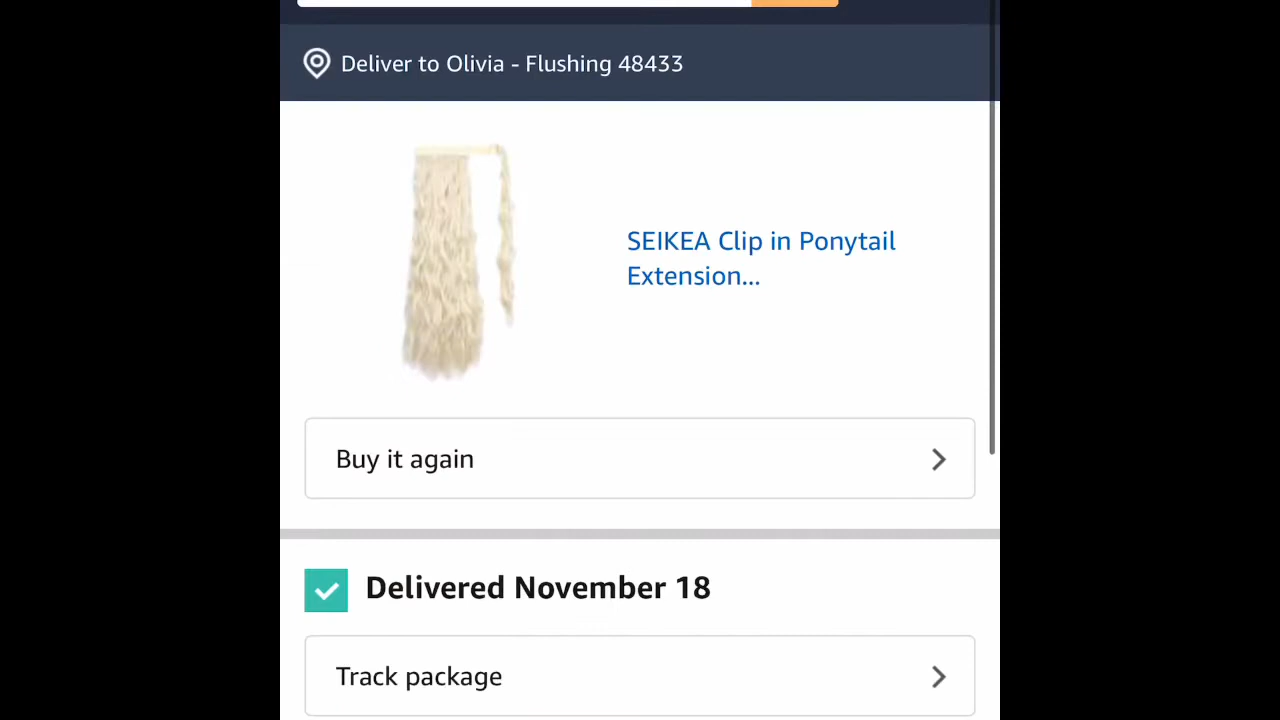 Deliver to Olivia - Flushing 48433
SEIKEA Clip in Ponytail
Extension...
Buy it again
Delivered November 18
Track package